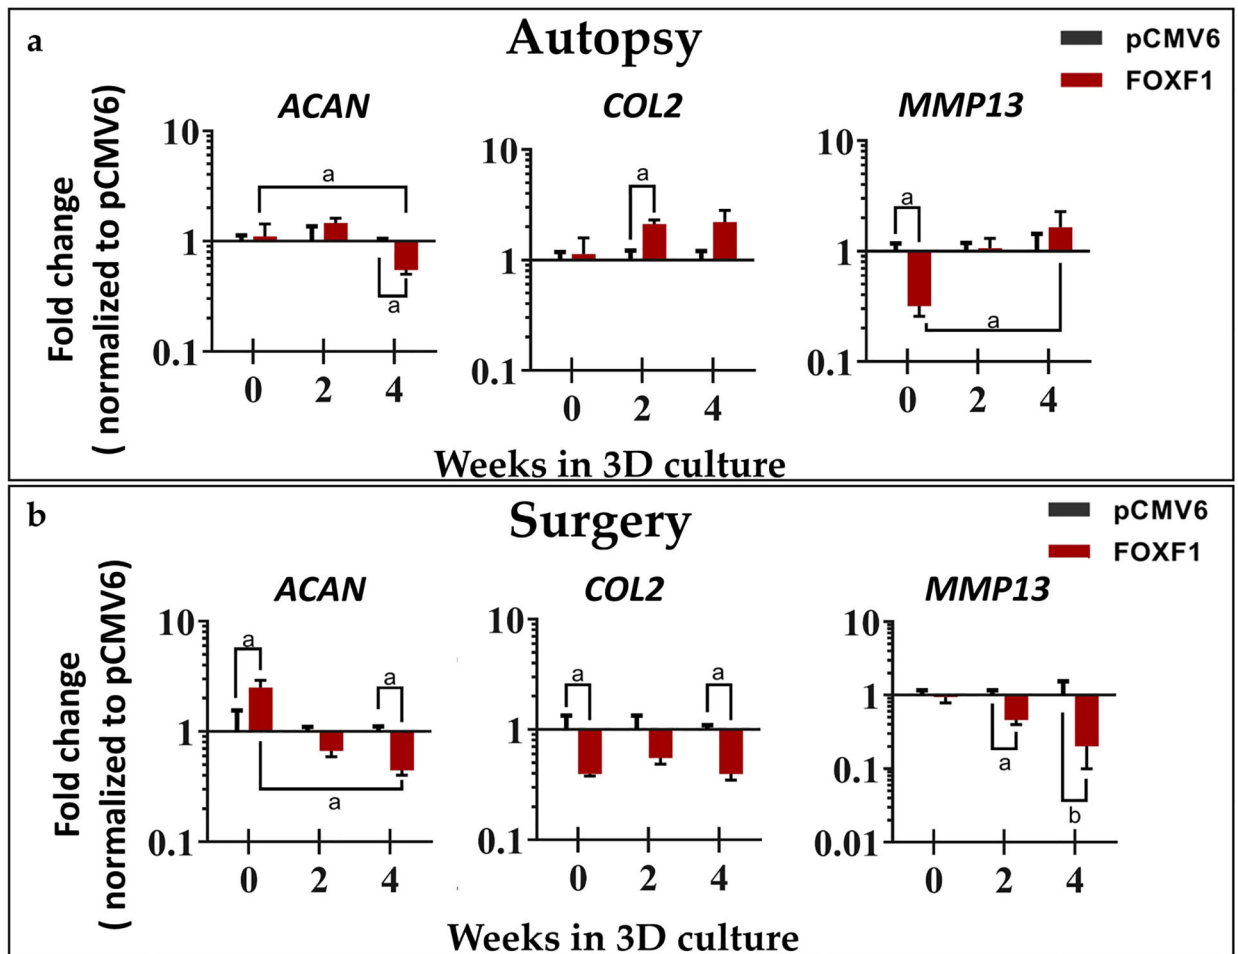 a
Autopsy
pCMV6
FOXF1
ACAN
COL2
MMP13
Fold change
( normalized to pCMV6)
10
1
0.1
a
a
0
2
4
10
1
0.1
a
0
2
4
10
1
0.1
a
a
0
2
4
Weeks in 3D culture
b
Surgery
pCMV6
FOXF1
ACAN
COL2
MMP13
Fold change
( normalized to pCMV6)
10
1
0.1
a
a
a
0
2
4
10
1
0.1
a
a
0
2
4
10
1
0.1
0.01
a
b
0
2
4
Weeks in 3D culture